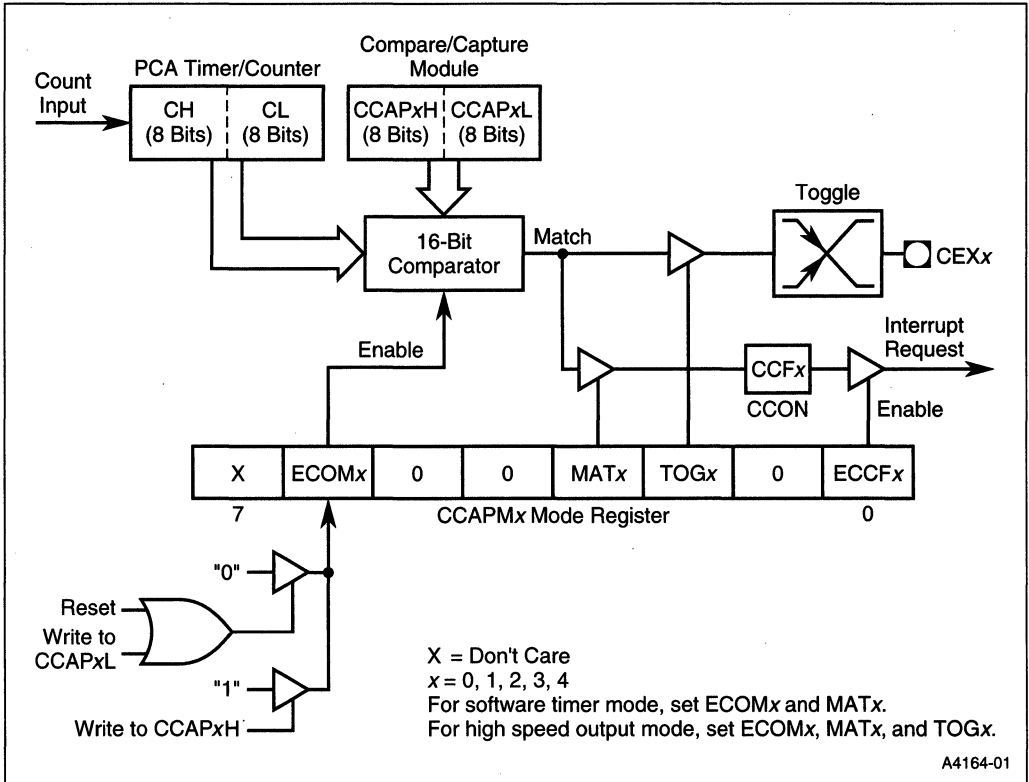 PCA Timer/Counter
Compare/Capture
Module
Count
Input
CH
(8 Bits)
CL
(8 Bits)
CCAPxH
(8 Bits)
CCAPxL
(8 Bits)
Toggle
16-Bit
Comparator
Match
CEXx
Interrupt
Request
Enable
CCFx
CCON
Enable
X ECOMx 0 0 MATx TOGx 0 ECCFx
7 CCAPMx Mode Register 0
"0"
Reset
Write to
CCAPxL
"1"
Write to CCAPxH
X = Don't Care
x = 0, 1, 2, 3, 4
For software timer mode, set ECOMx and MATx.
For high speed output mode, set ECOMx, MATx, and TOGx.
A4164-01